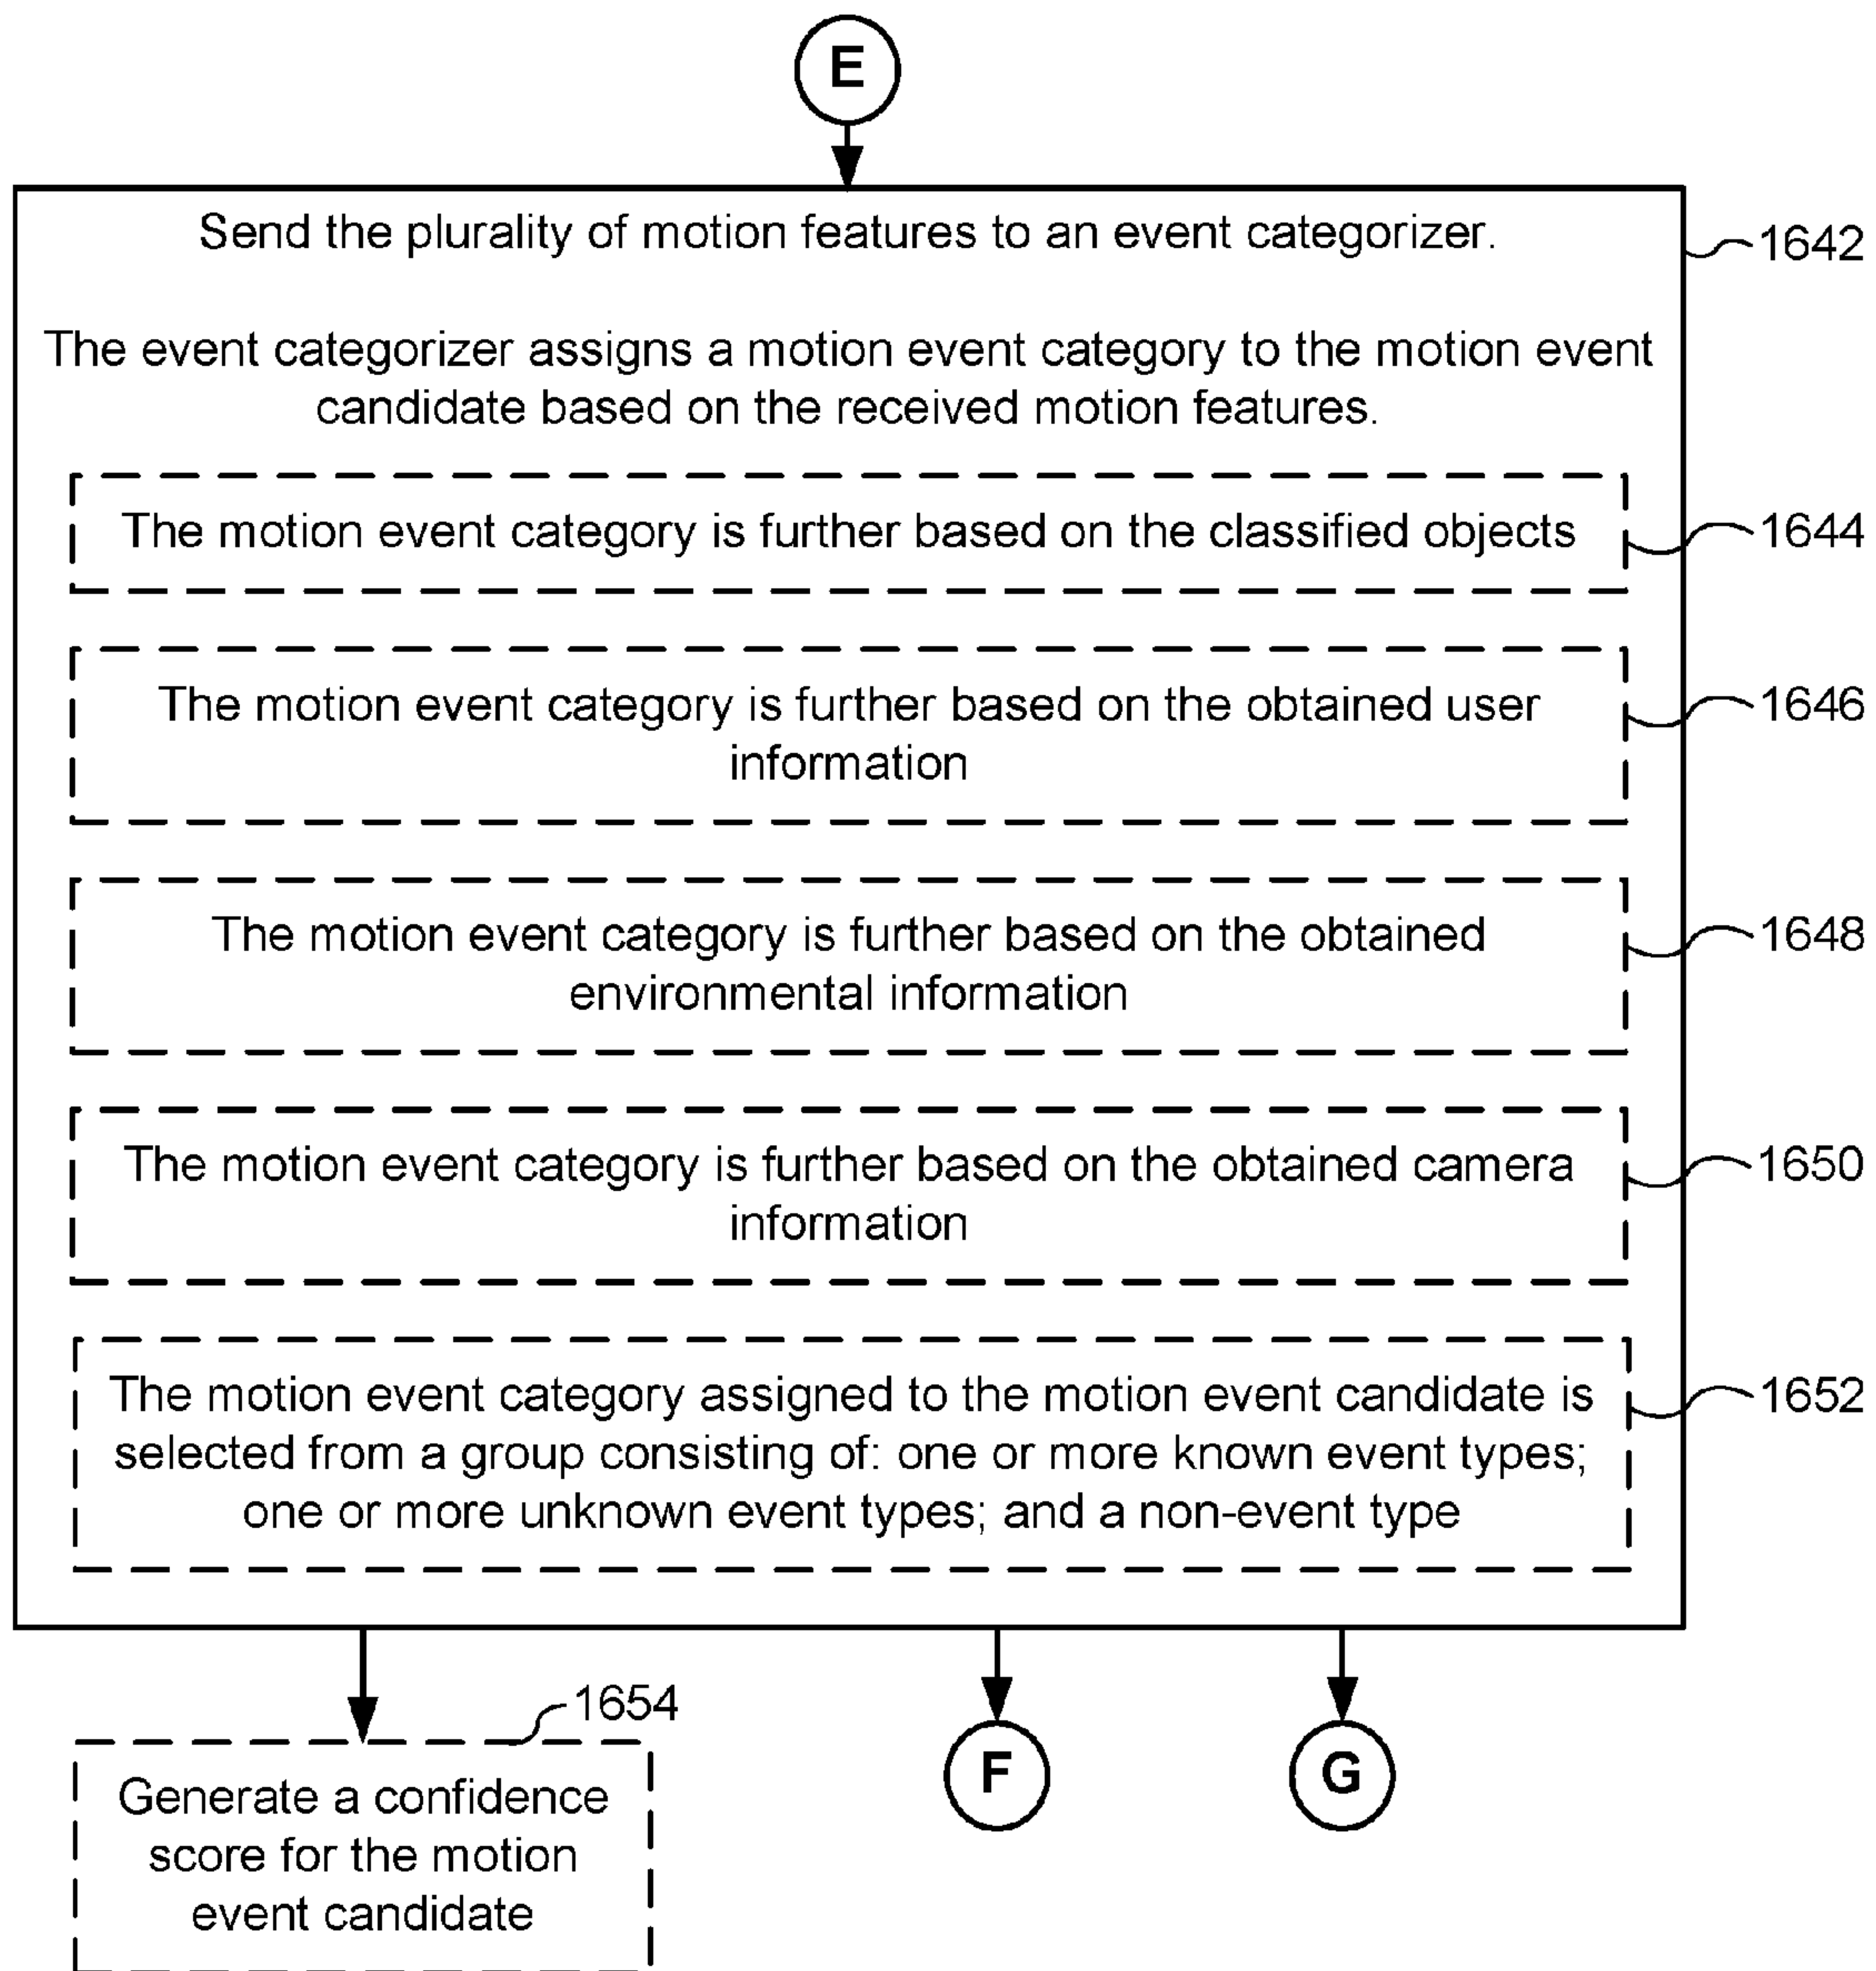 E
Send the plurality of motion features to an event categorizer.
1642
The event categorizer assigns a motion event category to the motion event
candidate based on the received motion features.
The motion event category is further based on the classified objects
1644
The motion event category is further based on the obtained user
information
1646
The motion event category is further based on the obtained
environmental information
1648
The motion event category is further based on the obtained camera
information
1650
The motion event category assigned to the motion event candidate is
selected from a group consisting of: one or more known event types;
one or more unknown event types; and a non-event type
1652
1654
Generate a confidence
score for the motion
event candidate
F
G